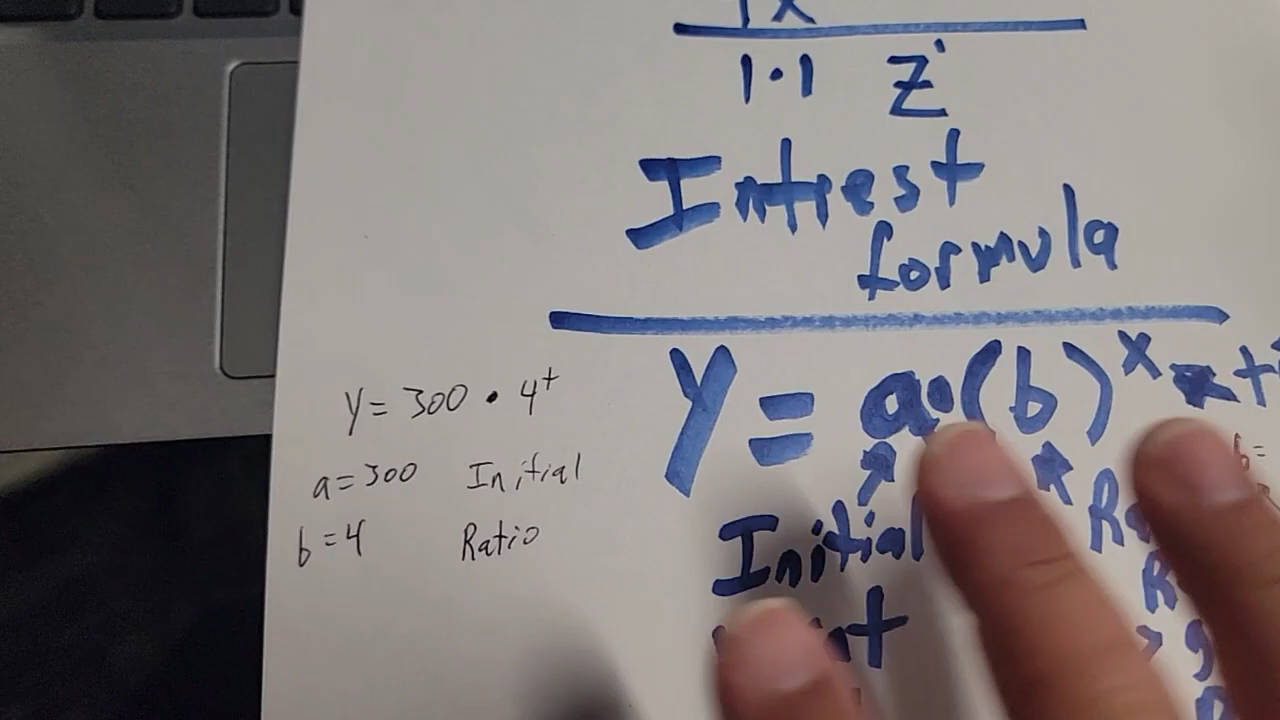 1.1 Z
Intrest
formula
y = 300 • 4^t
a = 300 Initial
b = 4 Ratio
Y = a•(b)^x
Initial
b =